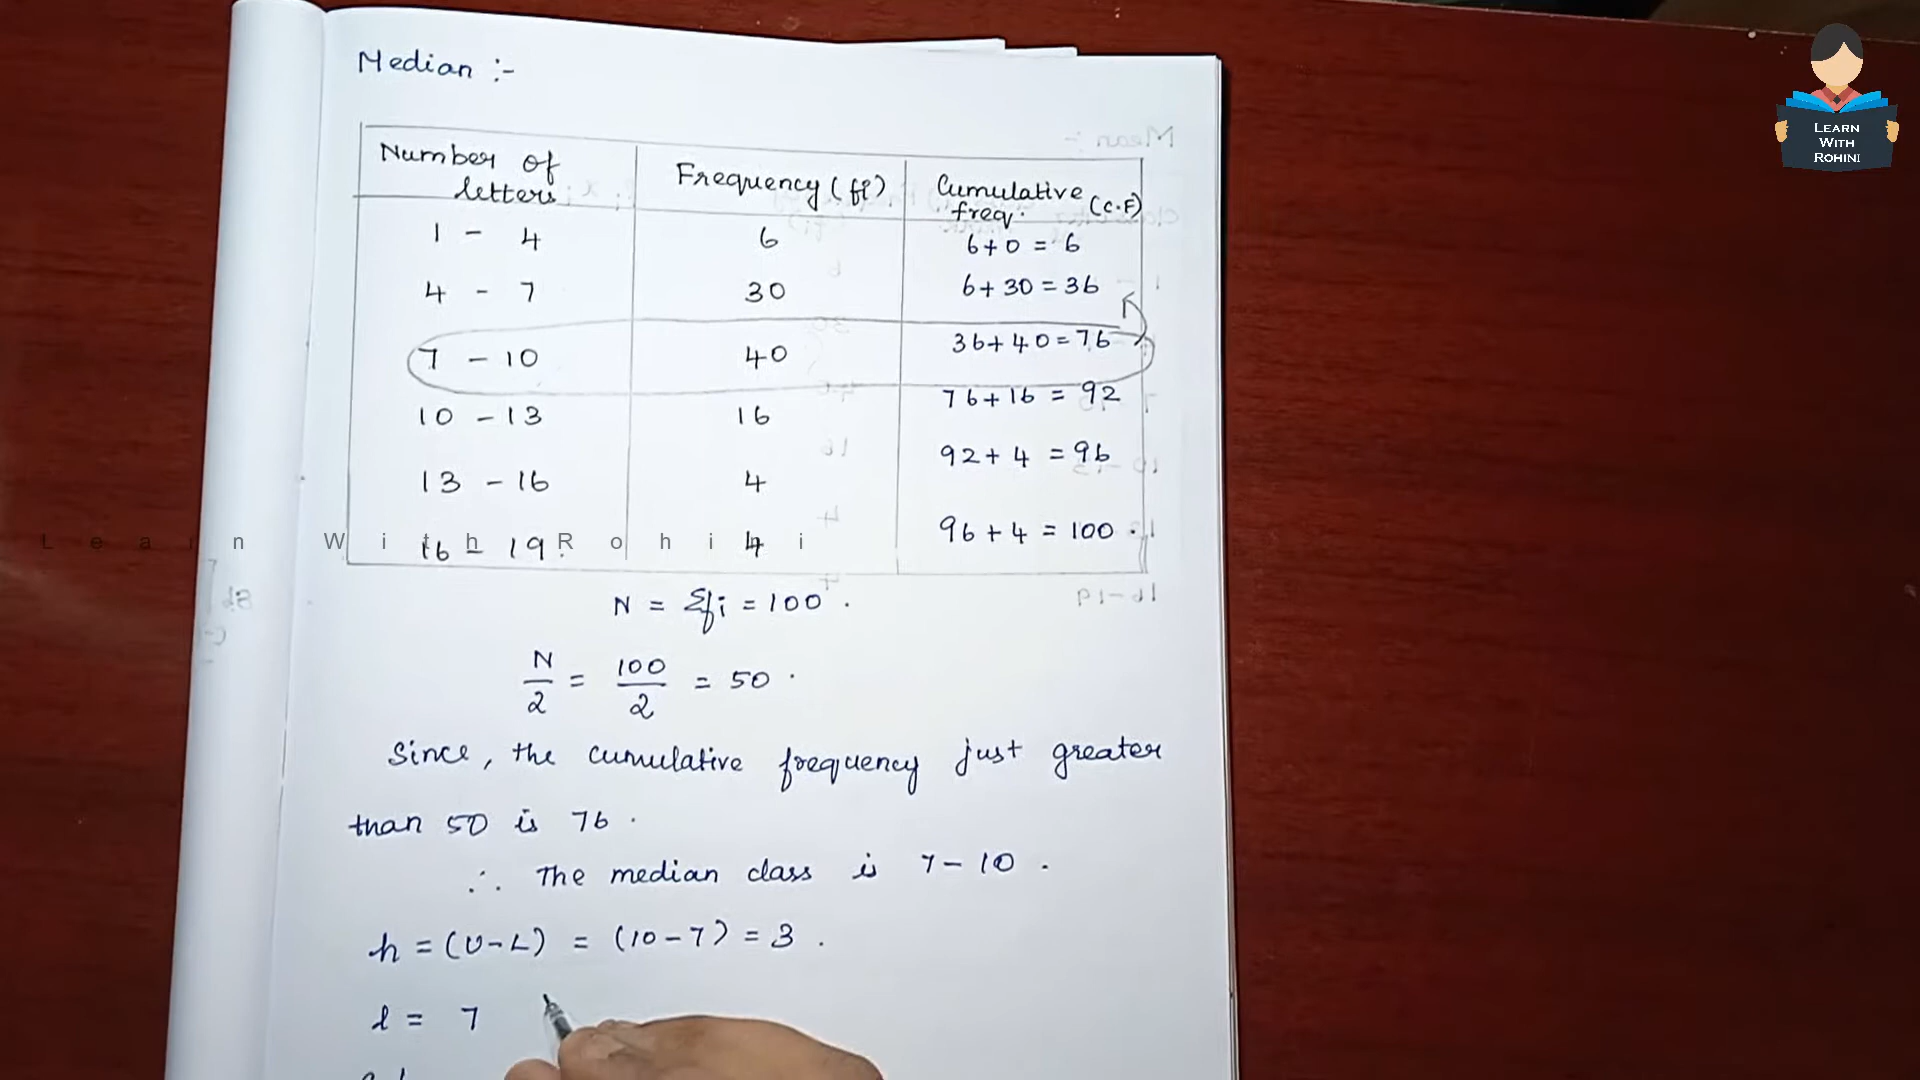 Median :-
LEARN
WITH
ROHINI
Number of letters Frequency (fi) Cumulative freq. (C.F)
1 - 4 6 6+0 = 6
4 - 7 30 6+30 = 36
7 - 10 40 36+40=76
10 - 13 16 76+16 = 92
13 - 16 4 92+4 = 96
16 - 19 4 96+4 = 100
Learn With Rohini
N = Σfi = 100.
N/2 = 100/2 = 50.
Since, the cumulative frequency just greater
than 50 is 76.
∴ The median class is 7-10.
h = (U-L) = (10-7) = 3.
l = 7